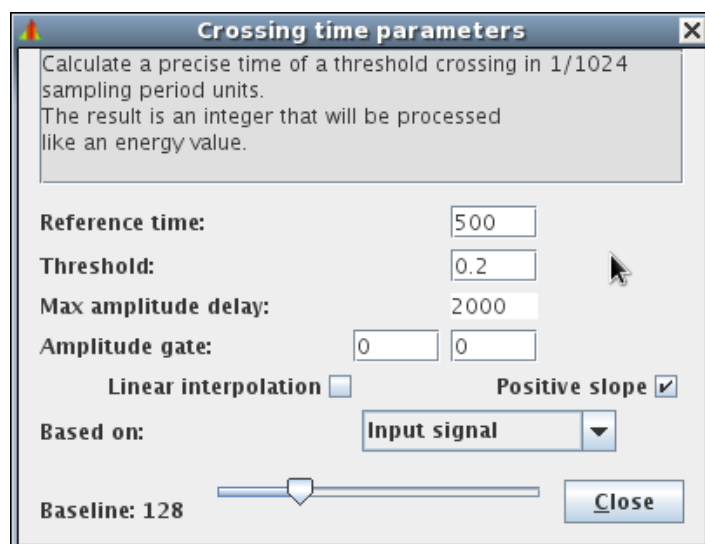 Crossing time parameters
Calculate a precise time of a threshold crossing in 1/1024
sampling period units.
The result is an integer that will be processed
like an energy value.
Reference time: 500
Threshold: 0.2
Max amplitude delay: 2000
Amplitude gate: 0 0
Linear interpolation Positive slope
Based on: Input signal
Baseline: 128 Close